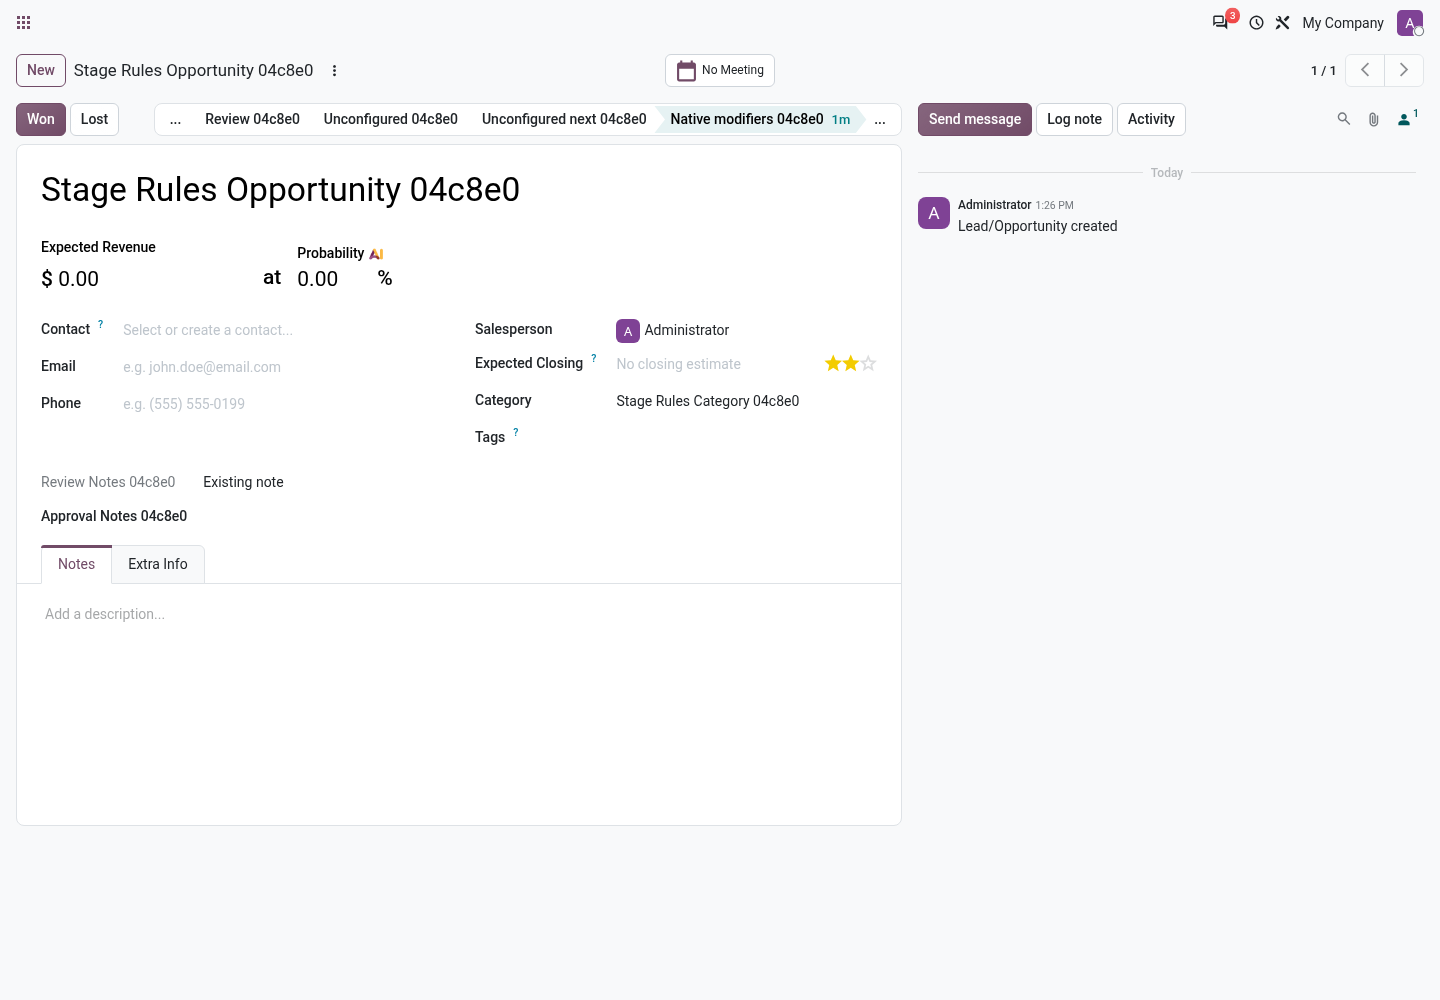 3
My Company
A
New
Stage Rules Opportunity 04c8e0
No Meeting
1 / 1
Won
Lost
...
Review 04c8e0
Unconfigured 04c8e0
Unconfigured next 04c8e0
Native modifiers 04c8e0 1m
...
Send message
Log note
Activity
1
Stage Rules Opportunity 04c8e0
Expected Revenue
Probability AI
$ 0.00
at
0.00
%
Contact ?
Select or create a contact...
Email
e.g. john.doe@email.com
Phone
e.g. (555) 555-0199
Salesperson
A
Administrator
Expected Closing ?
No closing estimate
Category
Stage Rules Category 04c8e0
Tags ?
Review Notes 04c8e0
Existing note
Approval Notes 04c8e0
Notes
Extra Info
Add a description...
Today
A
Administrator 1:26 PM
Lead/Opportunity created